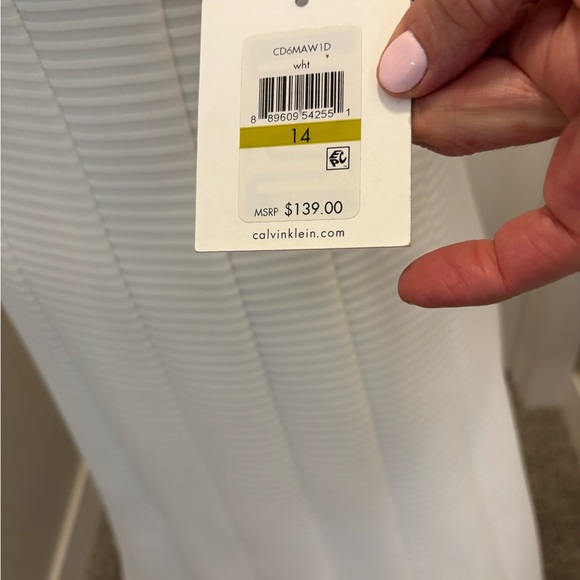 CD6MAW1D
wht
8 89609 54255 1
14
MSRP $139.00
calvinklein.com